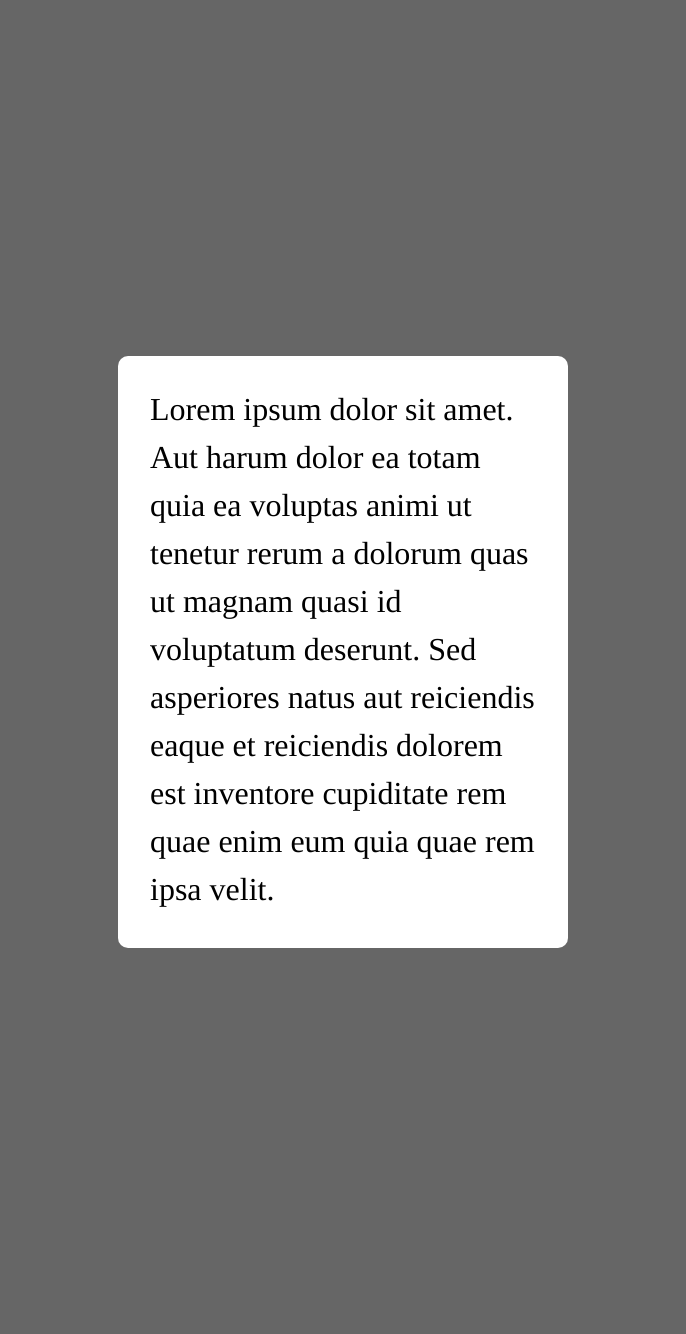 Lorem ipsum dolor sit amet.
Aut harum dolor ea totam
quia ea voluptas animi ut
tenetur rerum a dolorum quas
ut magnam quasi id
voluptatum deserunt. Sed
asperiores natus aut reiciendis
eaque et reiciendis dolorem
est inventore cupiditate rem
quae enim eum quia quae rem
ipsa velit.